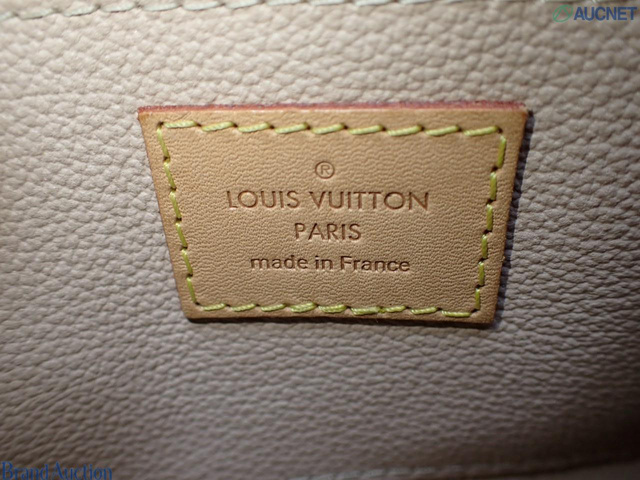 AUCNET
®
LOUIS VUITTON
PARIS
made in France
Brand Auction